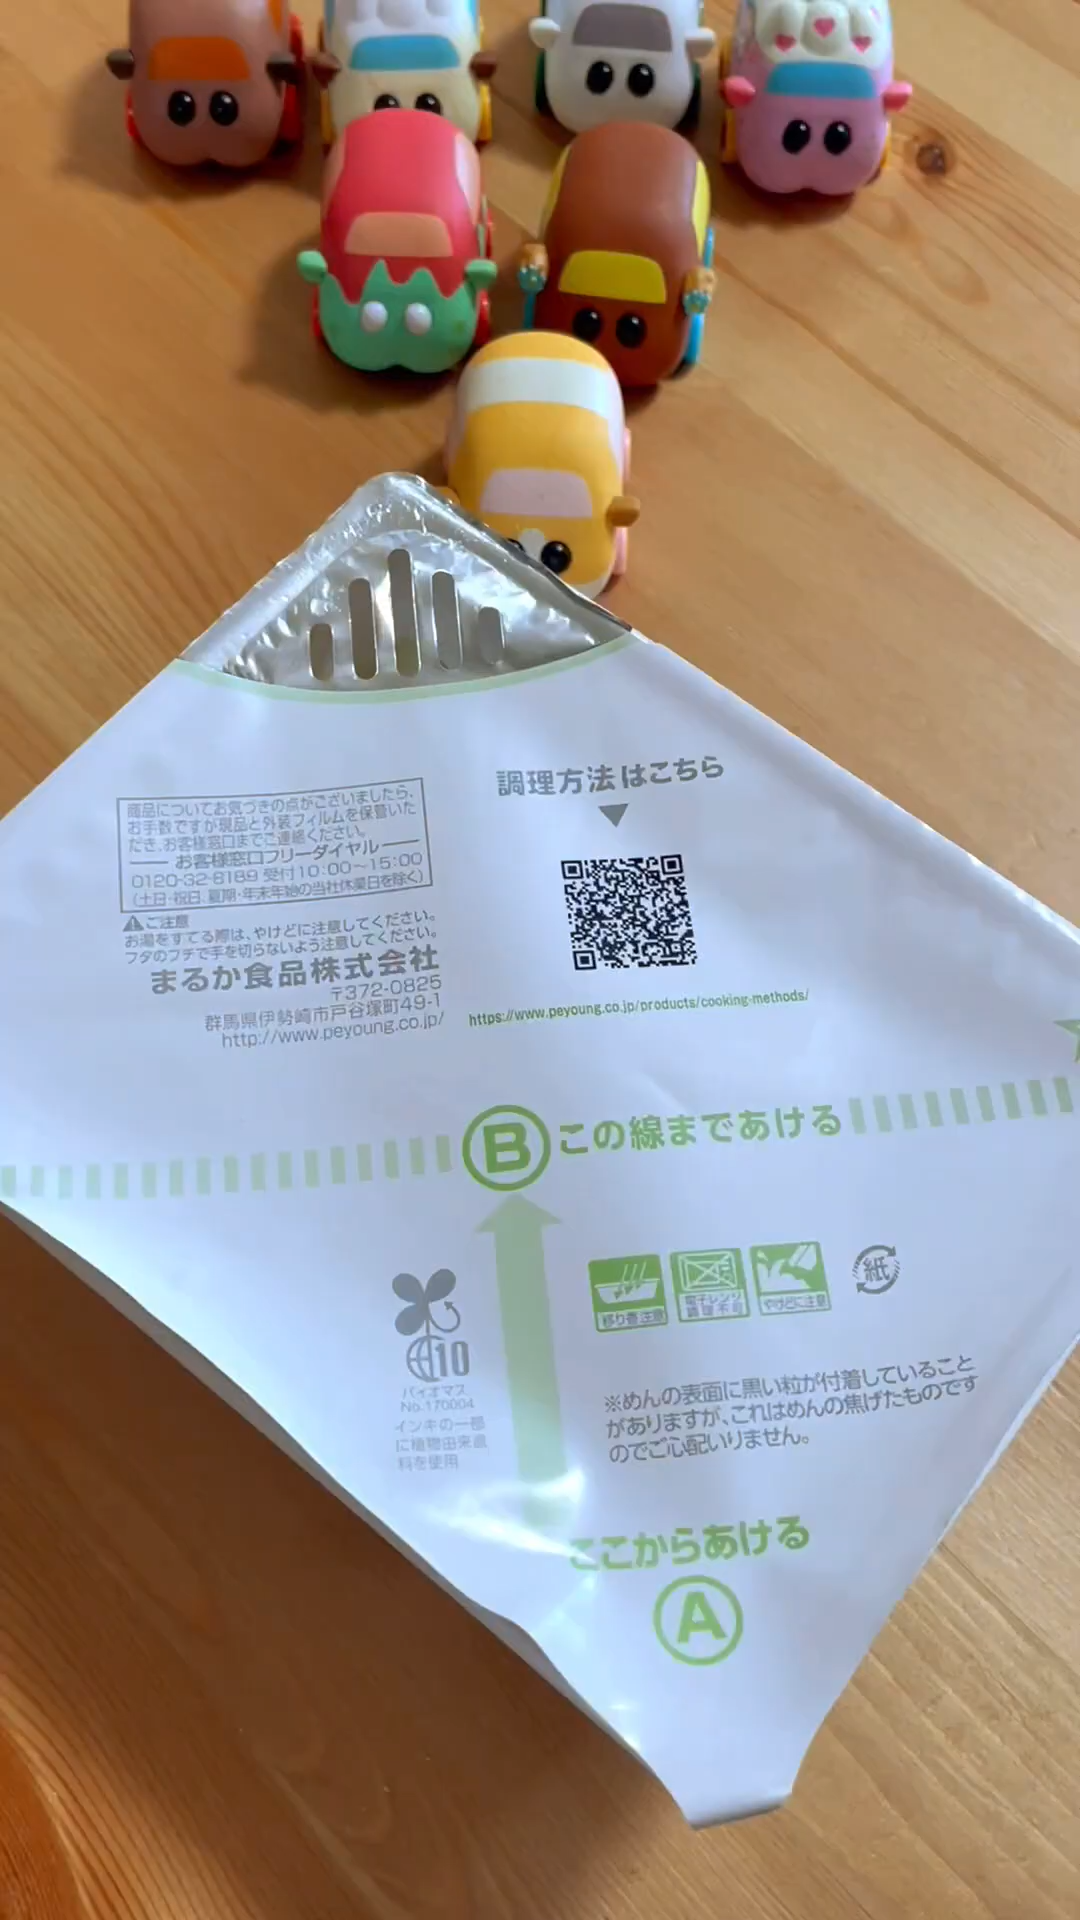 商品についてお気づきの点がございましたら、
お手数ですが現品と外装フィルムを保管いた
だき、お客様窓口までご連絡ください。
お客様窓口フリーダイヤル
0120-32-8189 受付10:00～15:00
(土日・祝日、夏期・年末年始の当社休業日を除く)
ご注意
お湯をすてる際は、やけどに注意してください。
フタのフチで手を切らないよう注意してください。
まるか食品株式会社
〒372-0825
群馬県伊勢崎市戸谷塚町49-1
http://www.peyoung.co.jp/
調理方法はこちら
https://www.peyoung.co.jp/products/cooking-methods/
B この線まであける
移り香注意
電子レンジ
調理不可
やけどに注意
紙
10
バイオマス
No.170004
インキの一部
に植物由来原
料を使用
※めんの表面に黒い粒が付着していること
がありますが、これはめんの焦げたものです
のでご心配いりません。
ここからあける
A